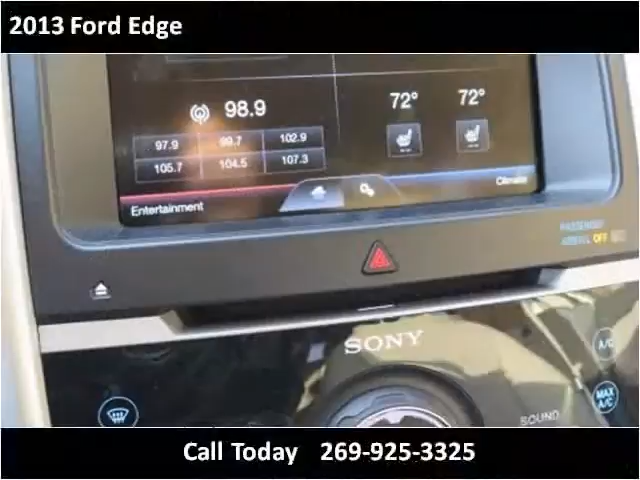 2013 Ford Edge
98.9
72° 72°
97.9 99.7 102.9
105.7 104.5 107.3
Entertainment
Climate
PASSENGER
AIRBAG OFF
SONY
A/C
MAX
A/C
SOUND
Call Today 269-925-3325